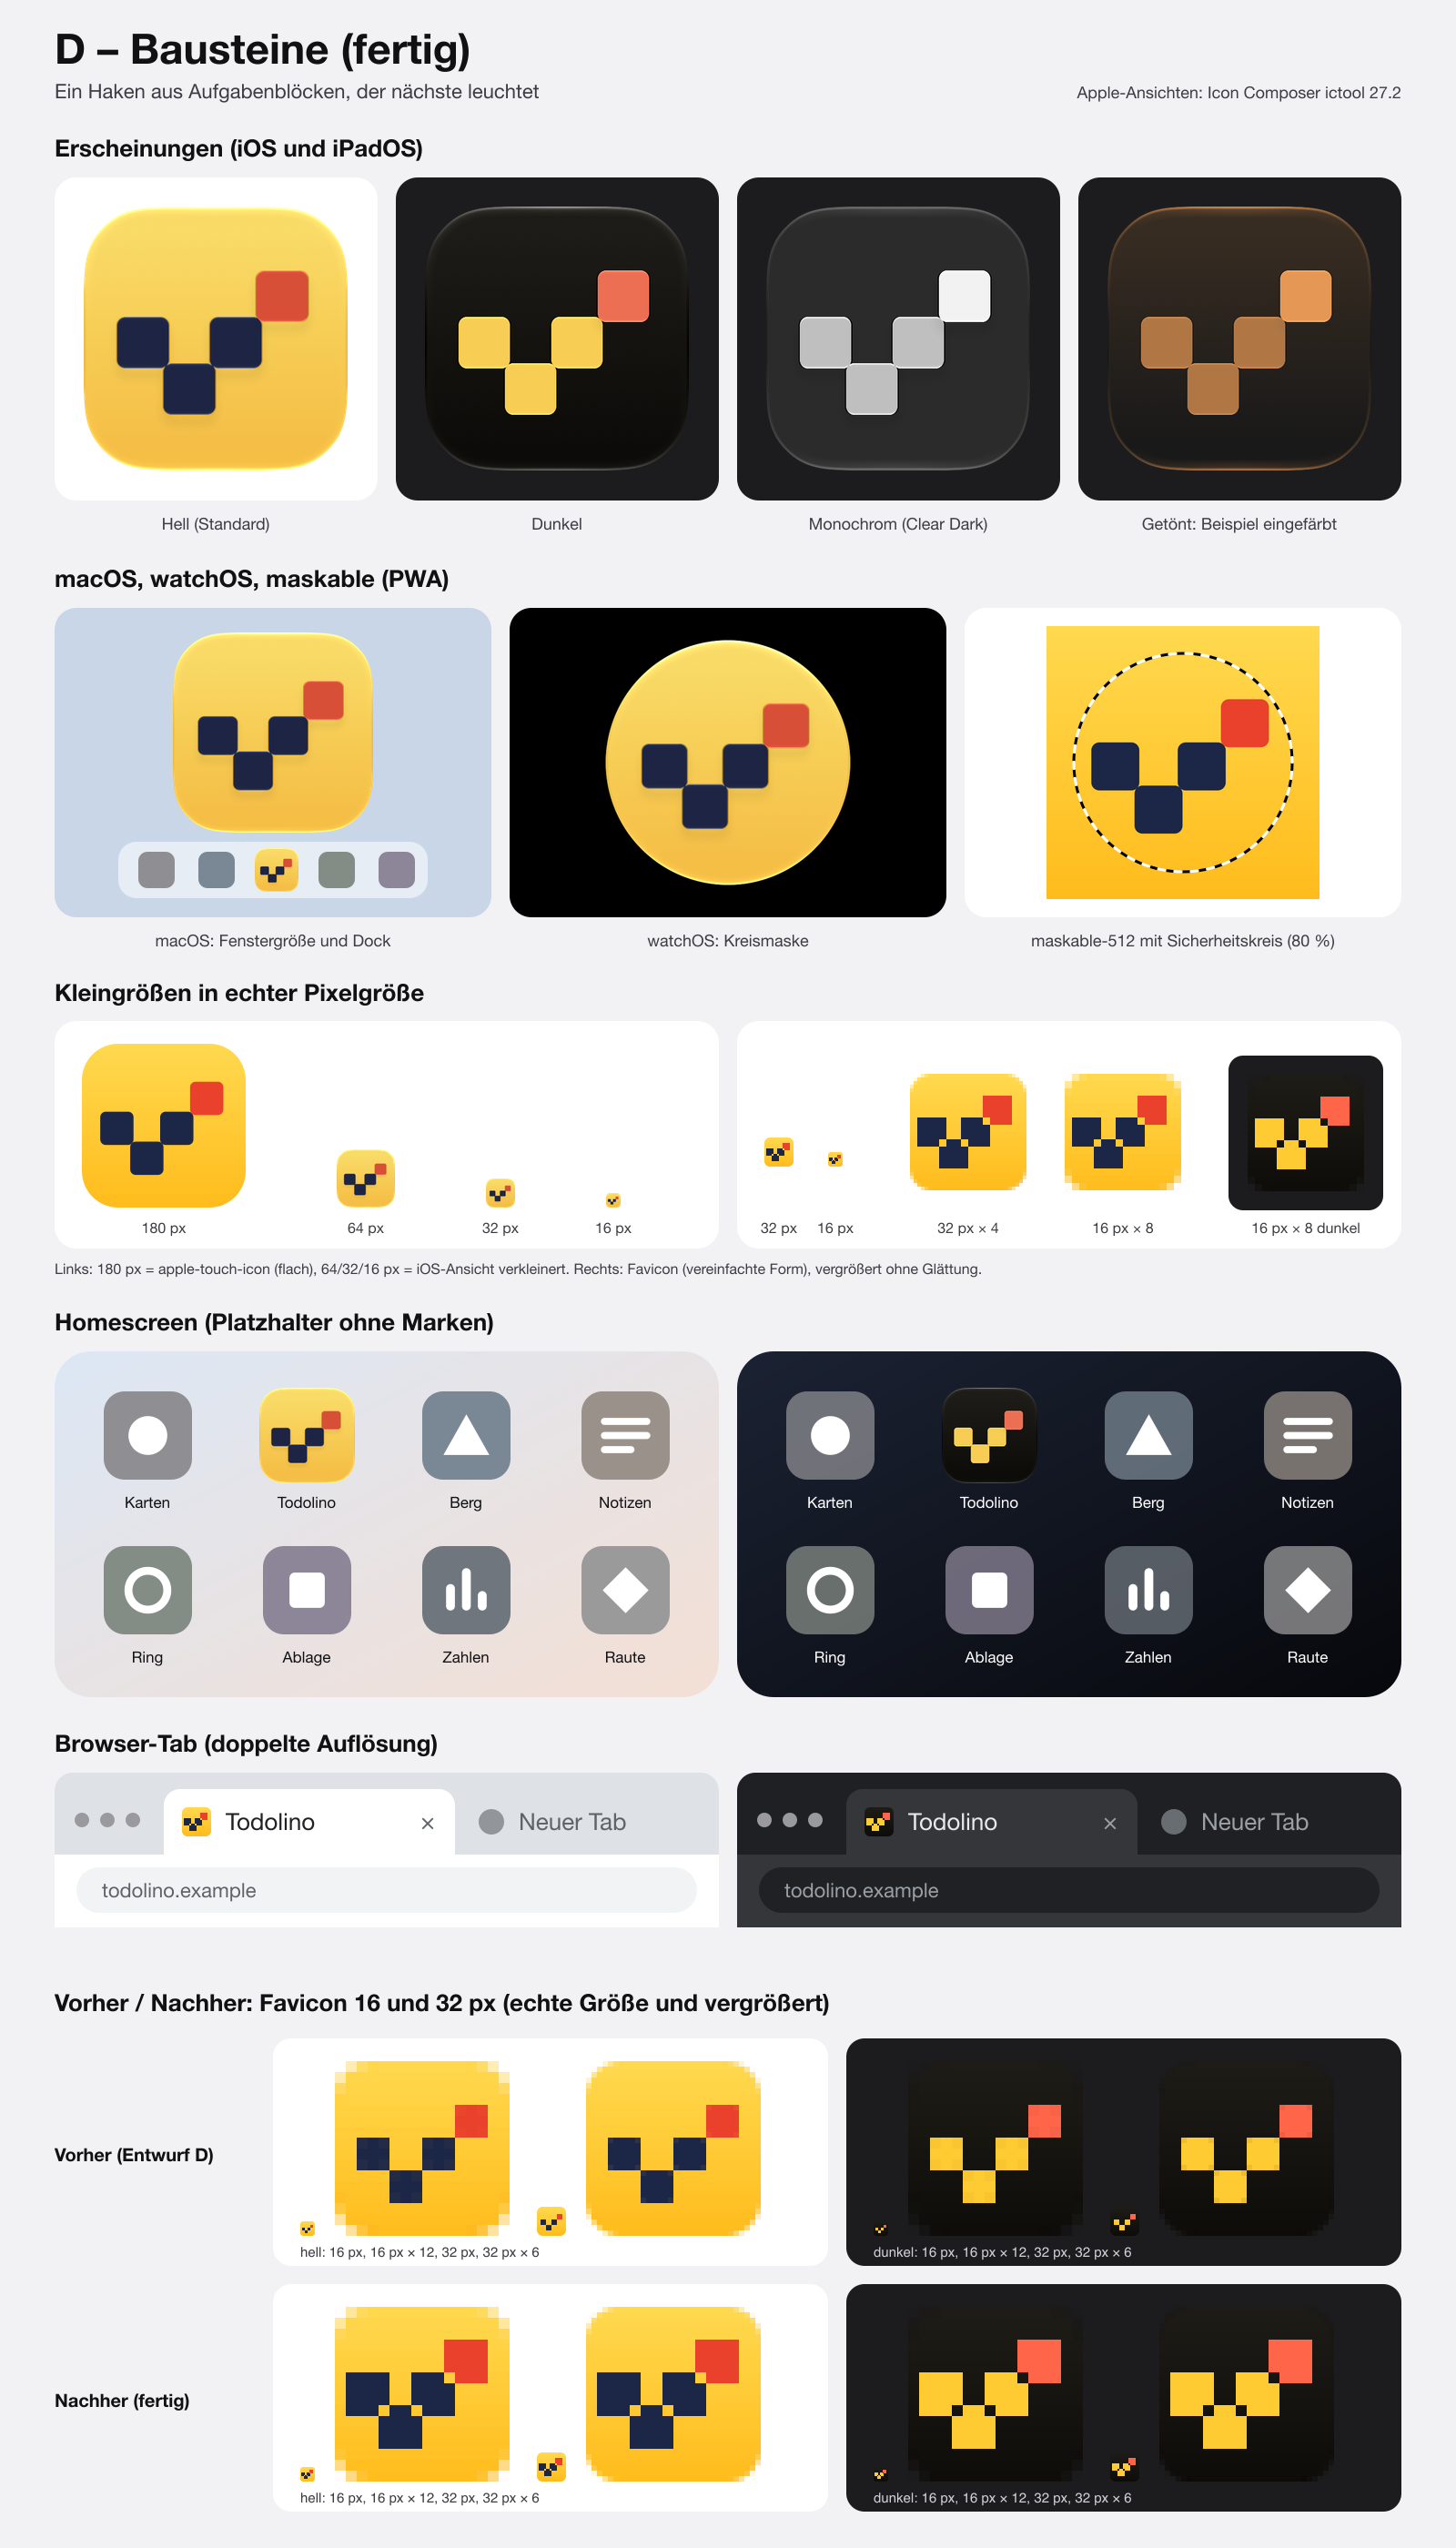 D – Bausteine (fertig)
Ein Haken aus Aufgabenblöcken, der nächste leuchtet
Apple-Ansichten: Icon Composer ictool 27.2
Erscheinungen (iOS und iPadOS)
Hell (Standard)
Dunkel
Monochrom (Clear Dark)
Getönt: Beispiel eingefärbt
macOS, watchOS, maskable (PWA)
macOS: Fenstergröße und Dock
watchOS: Kreismaske
maskable-512 mit Sicherheitskreis (80 %)
Kleingrößen in echter Pixelgröße
180 px
64 px
32 px
16 px
32 px
16 px
32 px × 4
16 px × 8
16 px × 8 dunkel
Links: 180 px = apple-touch-icon (flach), 64/32/16 px = iOS-Ansicht verkleinert. Rechts: Favicon (vereinfachte Form), vergrößert ohne Glättung.
Homescreen (Platzhalter ohne Marken)
Karten
Todolino
Berg
Notizen
Ring
Ablage
Zahlen
Raute
Karten
Todolino
Berg
Notizen
Ring
Ablage
Zahlen
Raute
Browser-Tab (doppelte Auflösung)
Todolino
×
Neuer Tab
todolino.example
Todolino
×
Neuer Tab
todolino.example
Vorher / Nachher: Favicon 16 und 32 px (echte Größe und vergrößert)
Vorher (Entwurf D)
hell: 16 px, 16 px × 12, 32 px, 32 px × 6
dunkel: 16 px, 16 px × 12, 32 px, 32 px × 6
Nachher (fertig)
hell: 16 px, 16 px × 12, 32 px, 32 px × 6
dunkel: 16 px, 16 px × 12, 32 px, 32 px × 6